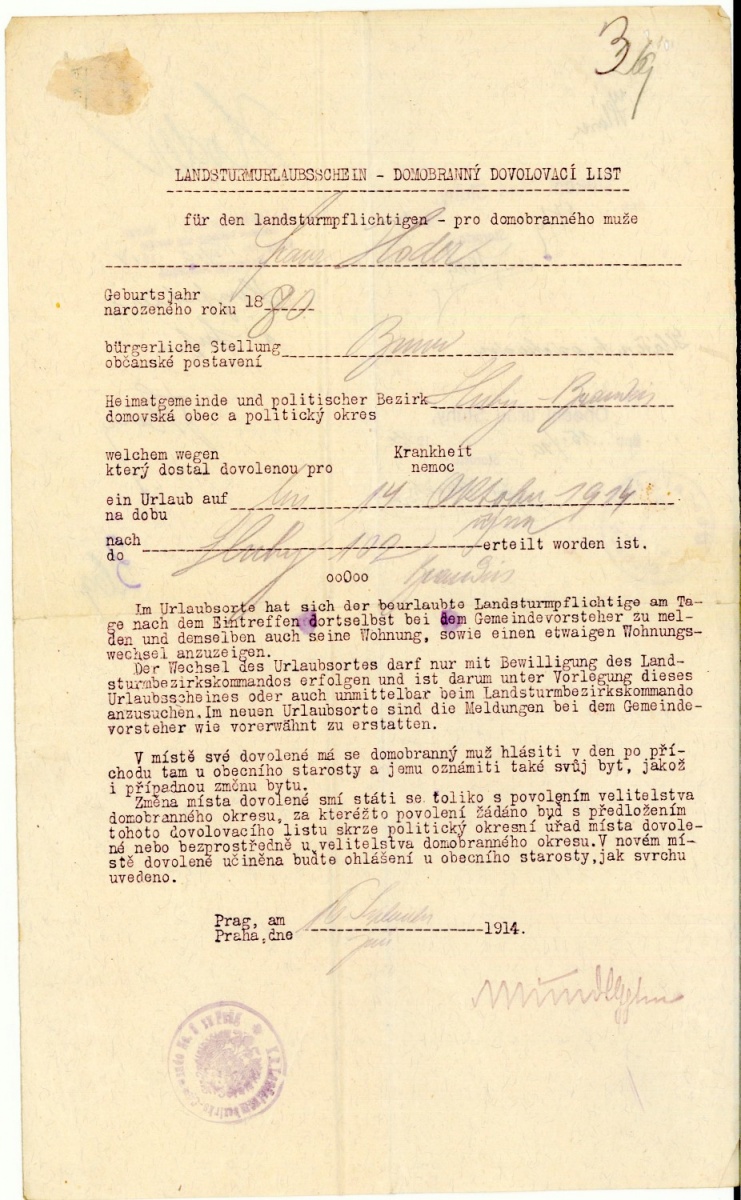 LANDSTURMURLAUBSSCHEIN - DOMOBRANNÝ DOVOLOVACÍ LIST
für den landsturmpflichtigen - pro domobranného muže
Franz Hoder
Geburtsjahr 1880
narozeného roku
bürgerliche Stellung
občanské postavení
Heimatgemeinde und politischer Bezirk
domovská obec a politický okres
welchem wegen Krankheit
který dostal dovolenou pro nemoc
ein Urlaub auf bis 14 Oktober 1914
na dobu října
nach
do erteilt worden ist.
ooOoo
Im Urlaubsorte hat sich der beurlaubte Landsturmpflichtige am Ta-
ge nach dem Eintreffen dortselbst bei dem Gemeindevorsteher zu mel-
den und demselben auch seine Wohnung, sowie einen etwaigen Wohnungs-
wechsel anzuzeigen.
Der Wechsel des Urlaubsortes darf nur mit Bewilligung des Land-
sturmbezirkskommandos erfolgen und ist darum unter Vorlegung dieses
Urlaubsscheines oder auch unmittelbar beim Landsturmbezirkskommando
anzusuchen. Im neuen Urlaubsorte sind die Meldungen bei dem Gemeinde-
vorsteher wie vorerwähnt zu erstatten.
V místě své dovolené má se domobranný muž hlásiti v den po pří-
chodu tam u obecního starosty a jemu oznámiti také svůj byt, jakož
i případnou změnu bytu.
Změna místa dovolené smí státi se toliko s povolením velitelstva
domobranného okresu, za kteréžto povolení žádáno buď s předložením
tohoto dovolovacího listu skrze politický okresní úřad místa dovole-
né nebo bezprostředně u velitelstva domobranného okresu. V novém mí-
stě dovolené učiněna buďte ohlášení u obecního starosty, jak svrchu
uvedeno.
Prag, am
Praha, dne 1914.